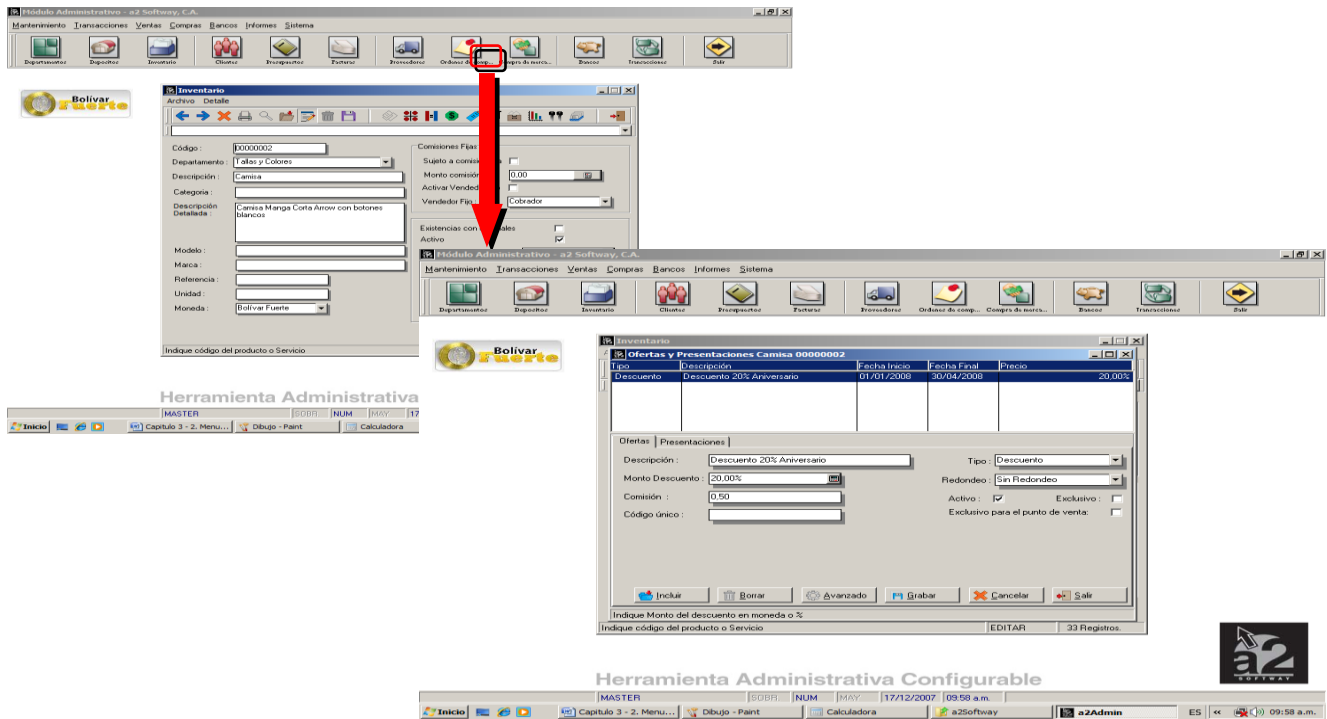 Módulo Administrativo - a2 Softway, C.A.
Mantenimiento Transacciones Ventas Compras Bancos Informes Sistema
Departamentos Depositos Inventario Clientes Presupuestos Facturas Proveedores Ordenes de comp... Compra de merca... Bancos Transacciones Salir
Bolívar
Fuerte
Inventario
Archivo Detalle
Código : 00000002
Departamento : Tallas y Colores
Descripción : Camisa
Categoria :
Descripción Detallada : Camisa Manga Corta Arrow con botones
blancos
Modelo :
Marca :
Referencia :
Unidad :
Moneda : Bolívar Fuerte
Comisiones Fijas
Sujeto a comis
Monto comisión 0,00
Activar Vended
Vendedor Fijo : Cobrador
Existencias con
Activo
Indique código del producto o Servicio
Herramienta Administrativa
MASTER SOBR. NUM MAY 17
Inicio Capitulo 3 - 2. Menu... Dibujo - Paint Calculadora
Módulo Administrativo - a2 Softway, C.A.
Mantenimiento Transacciones Ventas Compras Bancos Informes Sistema
Departamentos Depositos Inventario Clientes Presupuestos Facturas Proveedores Ordenes de comp... Compra de merca... Bancos Transacciones Salir
Bolívar
Fuerte
Inventario
Ofertas y Presentaciones Camisa 00000002
Tipo Descripción Fecha Inicio Fecha Final Precio
Descuento Descuento 20% Aniversario 01/01/2008 30/04/2008 20,00%
Ofertas Presentaciones
Descripción : Descuento 20% Aniversario Tipo : Descuento
Monto Descuento : 20,00% Redondeo : Sin Redondeo
Comisión : 0,50 Activo : Exclusivo :
Código único : Exclusivo para el punto de venta:
Incluir Borrar Avanzado Grabar Cancelar Salir
Indique Monto del descuento en moneda o %
Indique código del producto o Servicio EDITAR 33 Registros.
a2
SOFTWAY
Herramienta Administrativa Configurable
MASTER SOBR. NUM MAY 17/12/2007 09:58 a.m.
Inicio Capitulo 3 - 2. Menu... Dibujo - Paint Calculadora a2Softway a2Admin ES « 09:58 a.m.